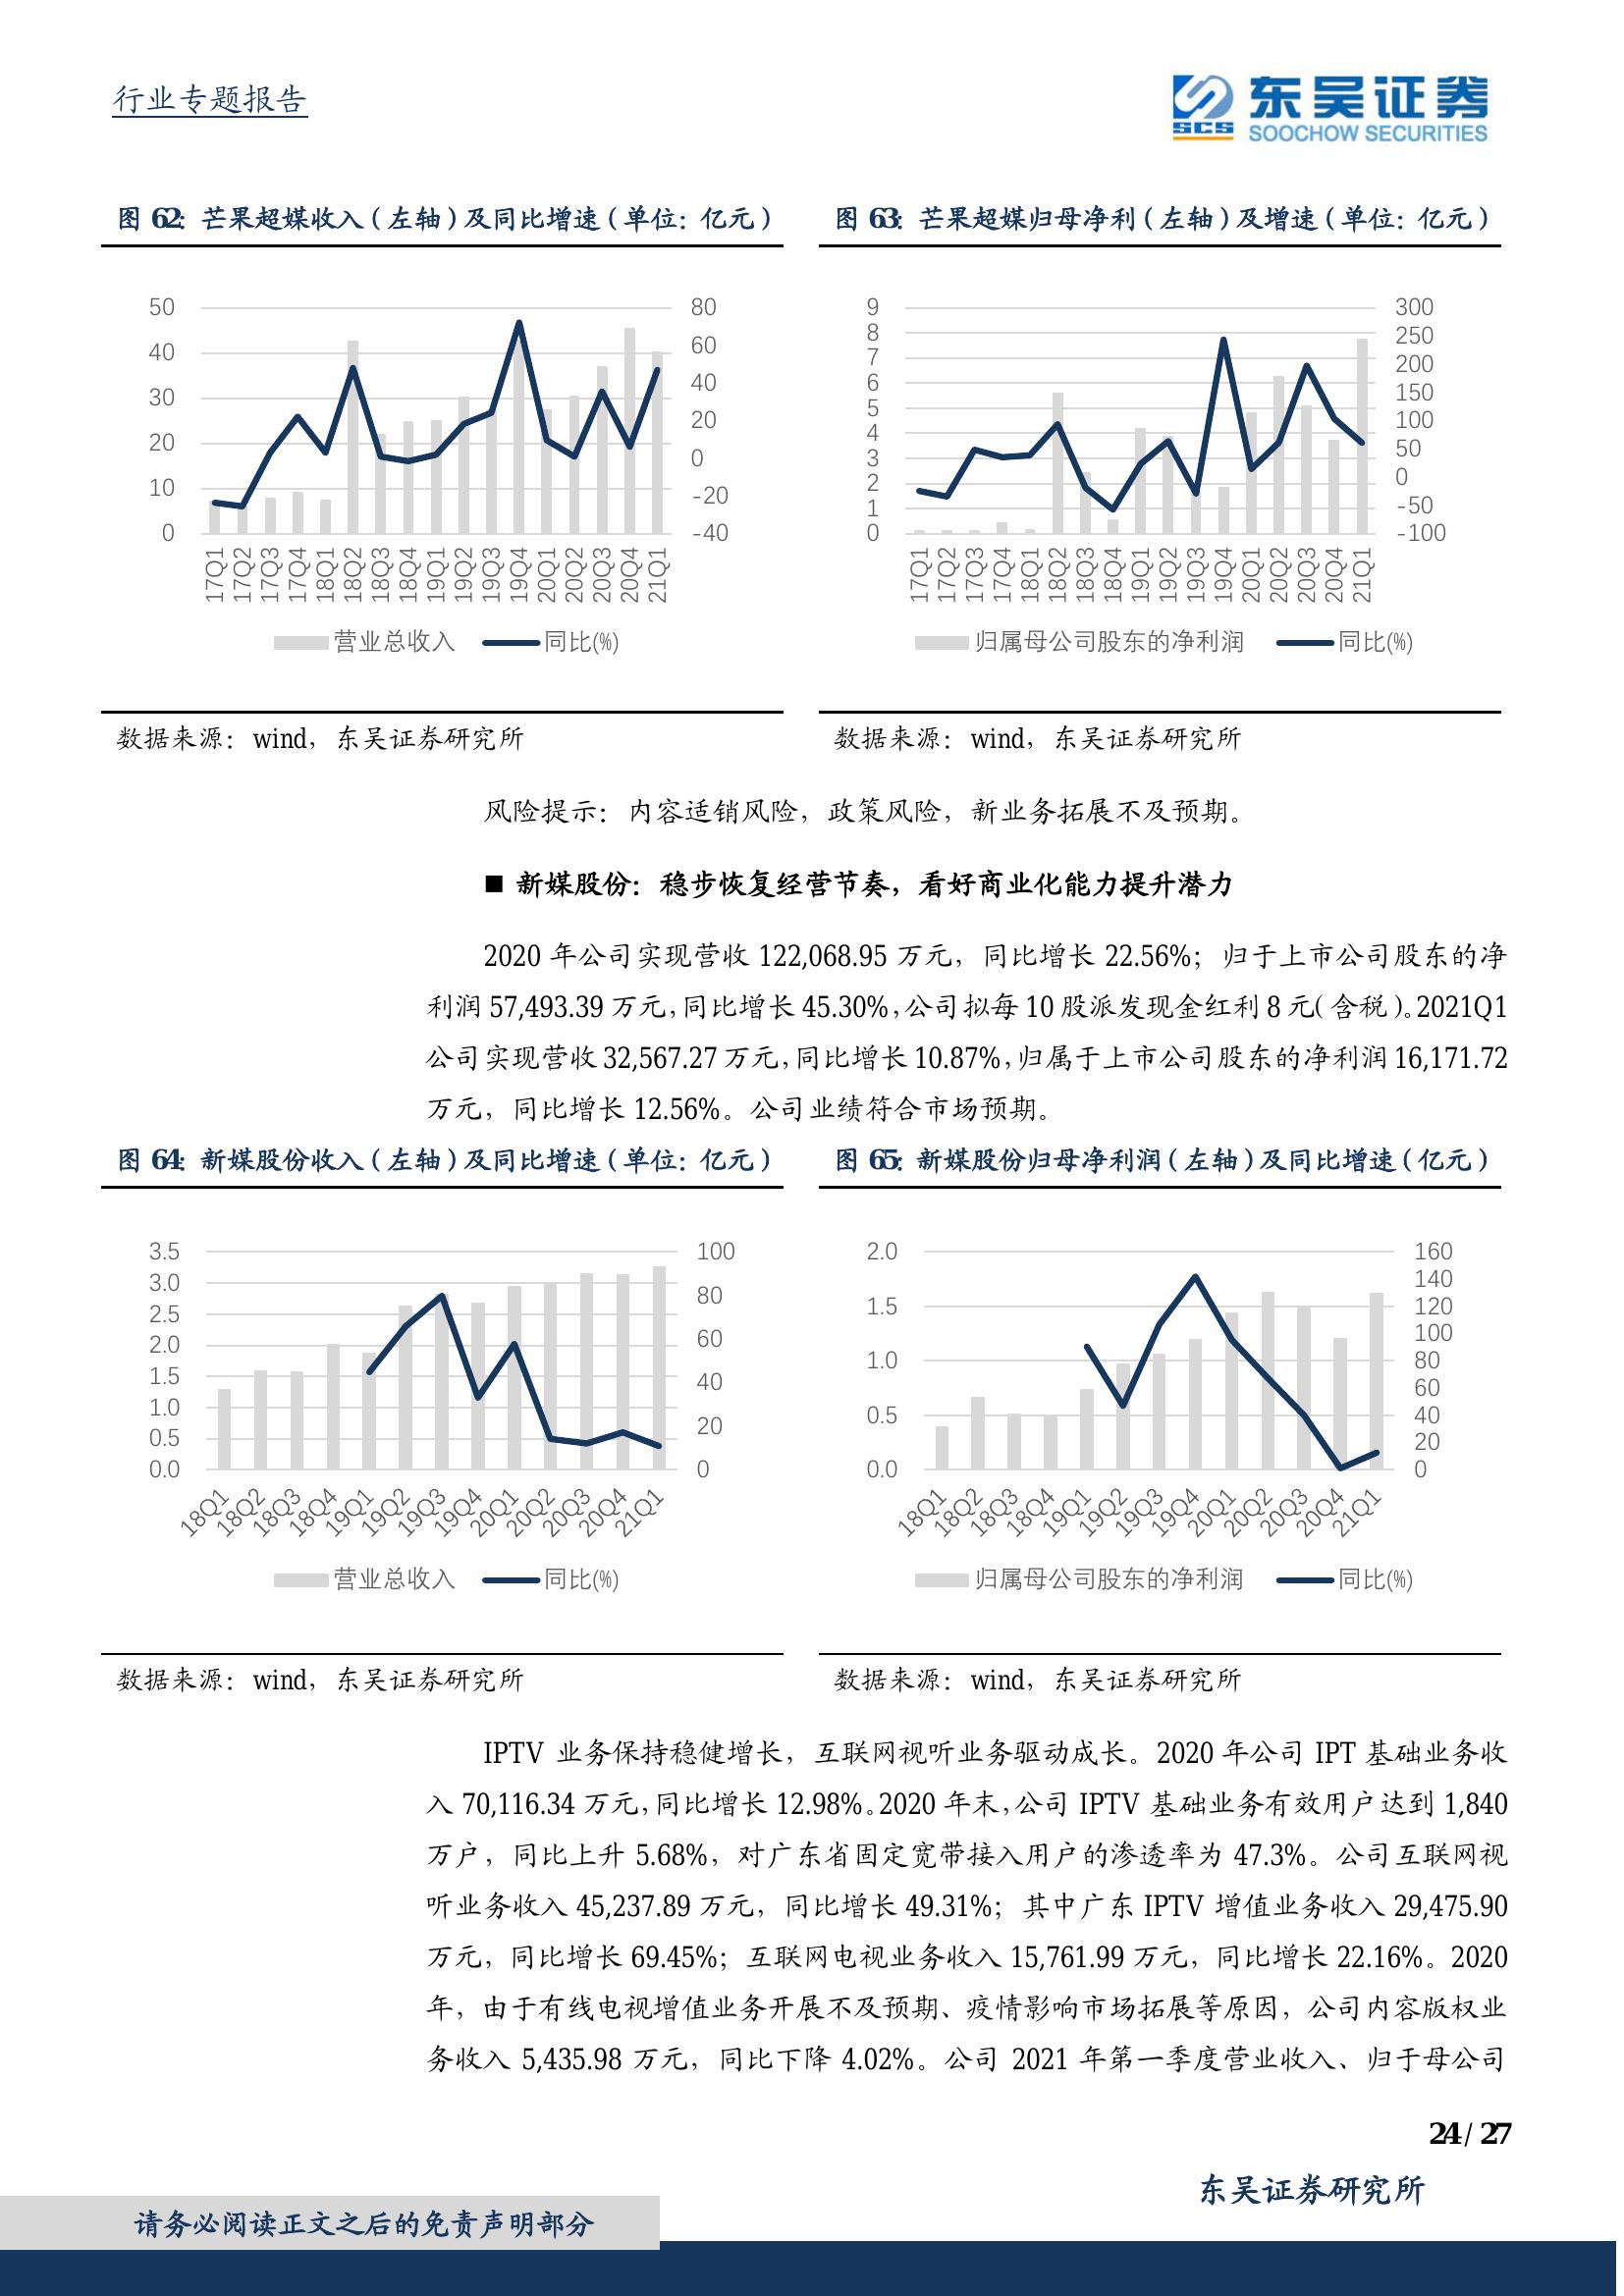 行业专题报告
SCS 东吴证券
SOOCHOW SECURITIES
图 62：芒果超媒收入（左轴）及同比增速（单位：亿元）
50
40
30
20
10
0
80
60
40
20
0
-20
-40
17Q1 17Q2 17Q3 17Q4 18Q1 18Q2 18Q3 18Q4 19Q1 19Q2 19Q3 19Q4 20Q1 20Q2 20Q3 20Q4 21Q1
营业总收入 同比(%)
数据来源：wind，东吴证券研究所
图 63：芒果超媒归母净利（左轴）及增速（单位：亿元）
9
8
7
6
5
4
3
2
1
0
300
250
200
150
100
50
0
-50
-100
17Q1 17Q2 17Q3 17Q4 18Q1 18Q2 18Q3 18Q4 19Q1 19Q2 19Q3 19Q4 20Q1 20Q2 20Q3 20Q4 21Q1
归属母公司股东的净利润 同比(%)
数据来源：wind，东吴证券研究所
风险提示：内容适销风险，政策风险，新业务拓展不及预期。
■ 新媒股份：稳步恢复经营节奏，看好商业化能力提升潜力
2020 年公司实现营收 122,068.95 万元，同比增长 22.56%；归于上市公司股东的净
利润 57,493.39 万元，同比增长 45.30%，公司拟每 10 股派发现金红利 8 元（含税）。2021Q1
公司实现营收 32,567.27 万元，同比增长 10.87%，归属于上市公司股东的净利润 16,171.72
万元，同比增长 12.56%。公司业绩符合市场预期。
图 64：新媒股份收入（左轴）及同比增速（单位：亿元）
3.5
3.0
2.5
2.0
1.5
1.0
0.5
0.0
100
80
60
40
20
0
18Q1 18Q2 18Q3 18Q4 19Q1 19Q2 19Q3 19Q4 20Q1 20Q2 20Q3 20Q4 21Q1
营业总收入 同比(%)
数据来源：wind，东吴证券研究所
图 65：新媒股份归母净利润（左轴）及同比增速（亿元）
2.0
1.5
1.0
0.5
0.0
160
140
120
100
80
60
40
20
0
18Q1 18Q2 18Q3 18Q4 19Q1 19Q2 19Q3 19Q4 20Q1 20Q2 20Q3 20Q4 21Q1
归属母公司股东的净利润 同比(%)
数据来源：wind，东吴证券研究所
IPTV 业务保持稳健增长，互联网视听业务驱动成长。2020 年公司 IPT 基础业务收
入 70,116.34 万元，同比增长 12.98%。2020 年末，公司 IPTV 基础业务有效用户达到 1,840
万户，同比上升 5.68%，对广东省固定宽带接入用户的渗透率为 47.3%。公司互联网视
听业务收入 45,237.89 万元，同比增长 49.31%；其中广东 IPTV 增值业务收入 29,475.90
万元，同比增长 69.45%；互联网电视业务收入 15,761.99 万元，同比增长 22.16%。2020
年，由于有线电视增值业务开展不及预期、疫情影响市场拓展等原因，公司内容版权业
务收入 5,435.98 万元，同比下降 4.02%。公司 2021 年第一季度营业收入、归于母公司
24 / 27
东吴证券研究所
请务必阅读正文之后的免责声明部分